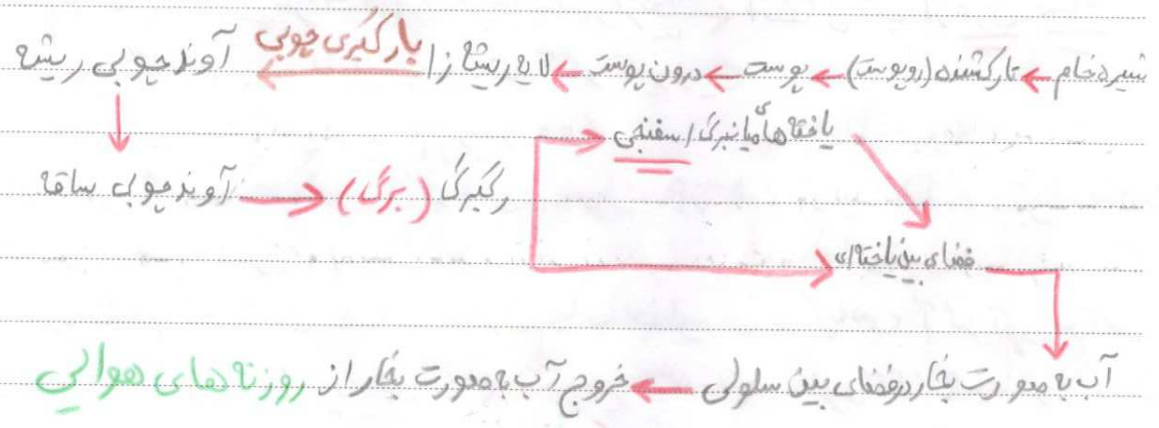 شیره خام ← تارکشنده (روپوست) ← پوست ← درون پوست ← لایه ریشه زا ← بارگیری چوبی آوند چوبی ریشه
یاخته های میانبرگ / اسفنجی
آوند چوبی ساقه → رگبرگ (برگ)
فضای بین یاخته ای
آب به صورت بخار در فضای بین سلولی ← خروج آب به صورت بخار از روزنه های هوایی